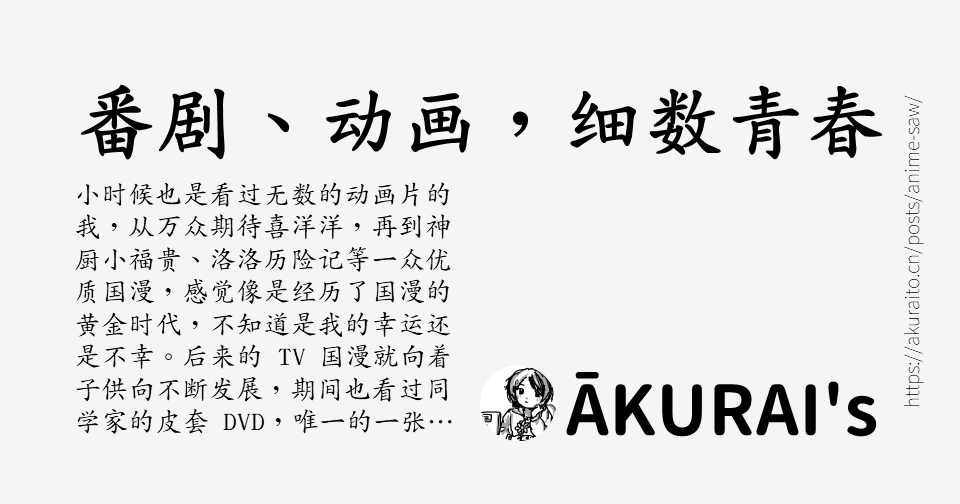 番剧、动画，细数青春
小时候也是看过无数的动画片的
我，从万众期待喜洋洋，再到神
厨小福贵、洛洛历险记等一众优
质国漫，感觉像是经历了国漫的
黄金时代，不知道是我的幸运还
是不幸。后来的 TV 国漫就向着
子供向不断发展，期间也看过同
学家的皮套 DVD，唯一的一张…
ĀKURAI's
https://akuraito.cn/posts/anime-saw/